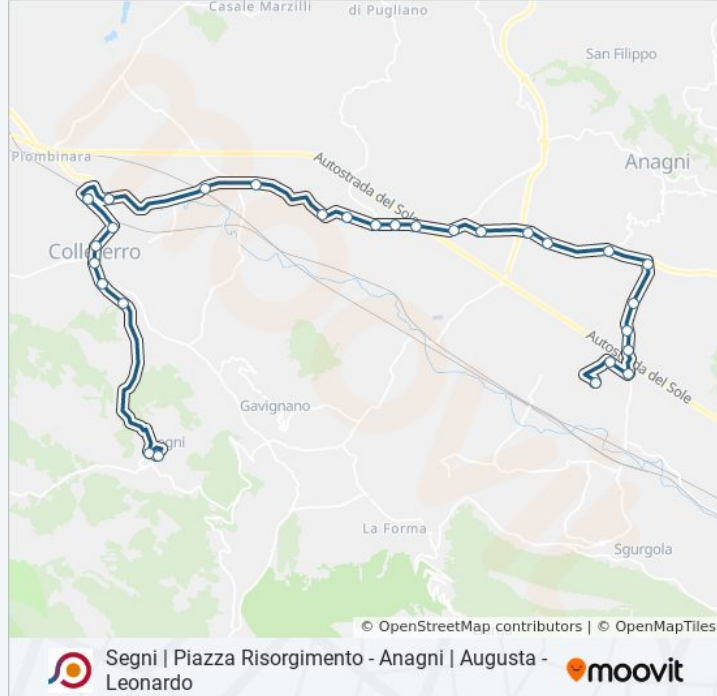 Casale Marzilli
di Pugliano
San Filippo
Piombinara
Autostrada del Sole
Anagni
Colleferro
Autostrada del Sole
Gavignano
Segni
La Forma
Sgurgola
© OpenStreetMap contributors | © OpenMapTiles
Segni | Piazza Risorgimento - Anagni | Augusta -
Leonardo
moovit